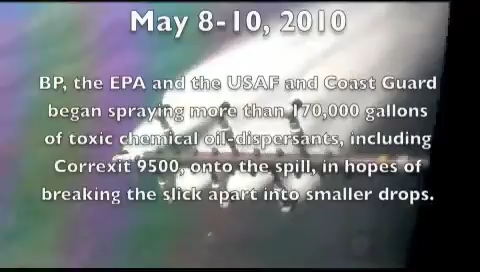 May 8-10, 2010
BP, the EPA and the USAF and Coast Guard
began spraying more than 170,000 gallons
of toxic chemical oil-dispersants, including
Correxit 9500, onto the spill, in hopes of
breaking the slick apart into smaller drops.